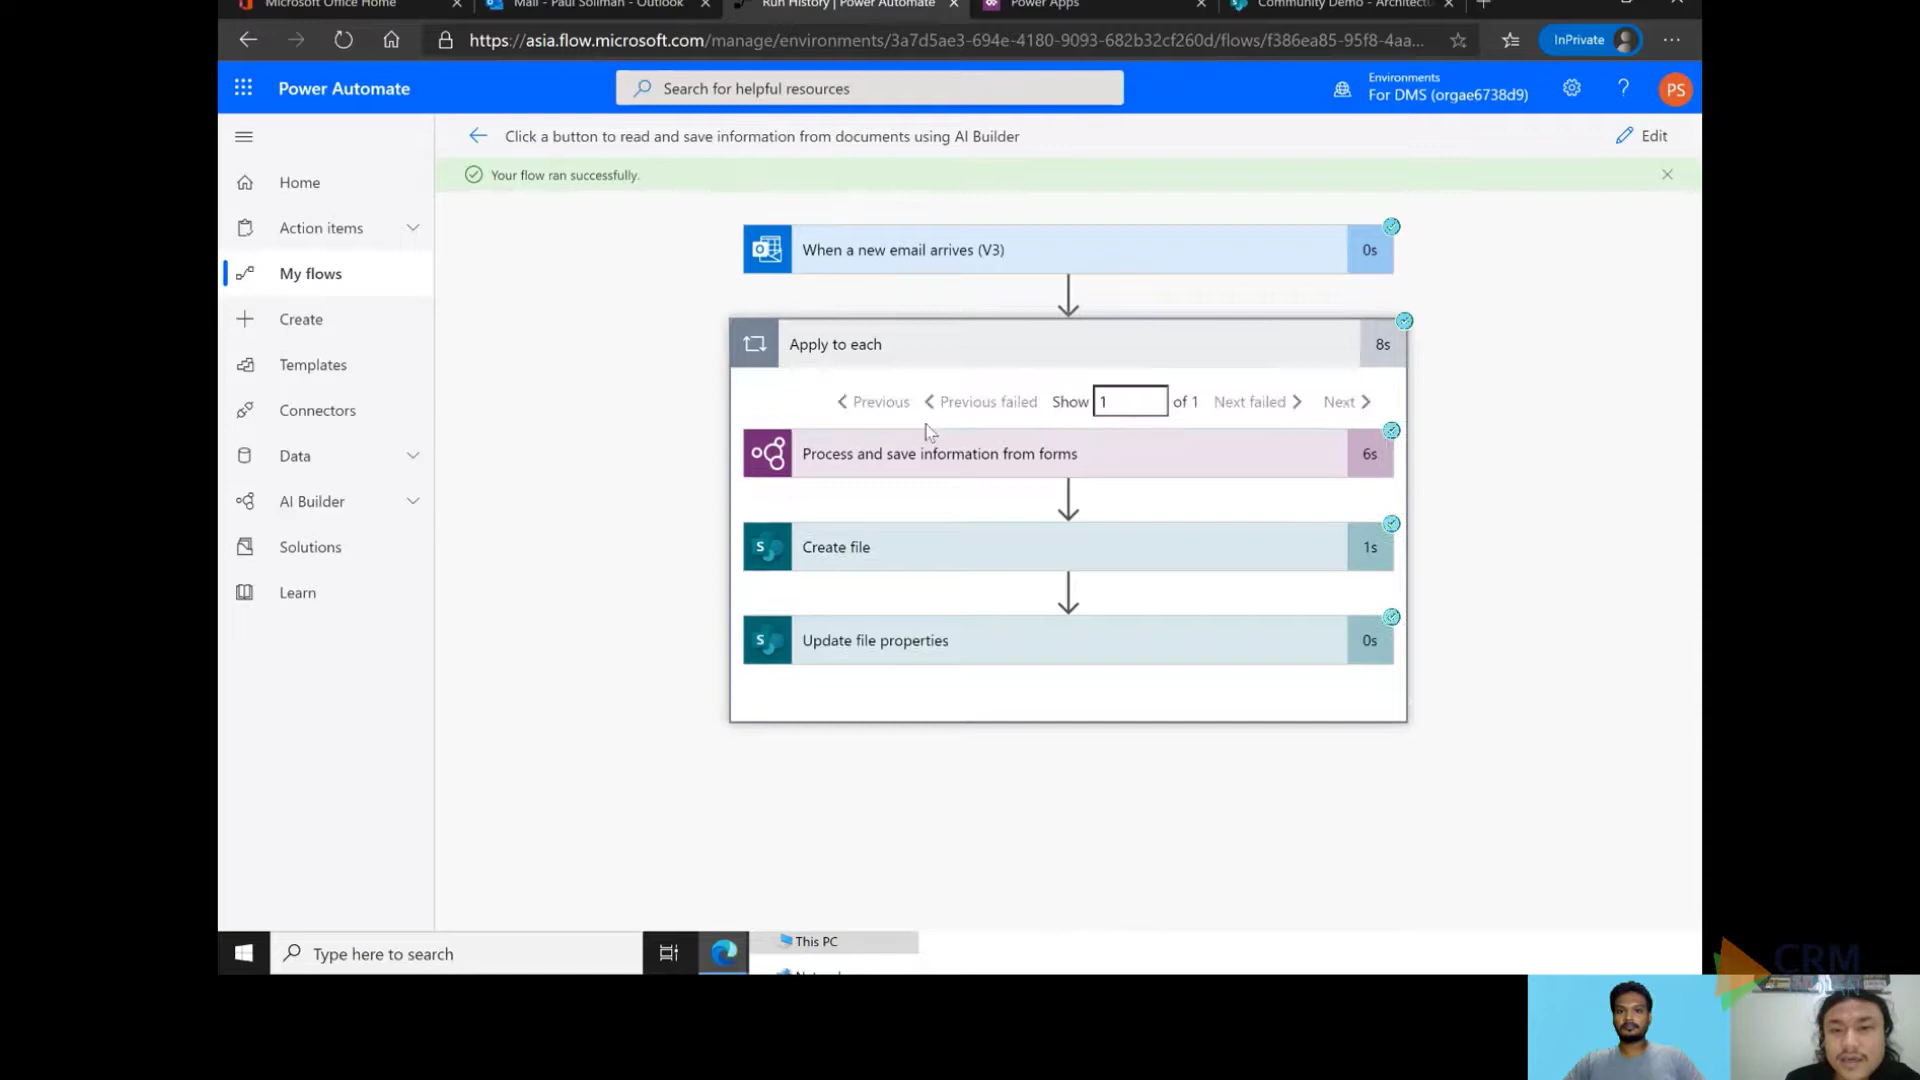 Microsoft Office Home
Mail - Paul Soliman - Outlook
Run History | Power Automate
Power Apps
Community Demo - Architectu
https://asia.flow.microsoft.com/manage/environments/3a7d5ae3-694e-4180-9093-682b32cf260d/flows/f386ea85-95f8-4aa...
InPrivate
Power Automate
Search for helpful resources
Environments
For DMS (orgae6738d9)
?
PS
Click a button to read and save information from documents using AI Builder
Edit
Your flow ran successfully.
Home
Action items
My flows
Create
Templates
Connectors
Data
AI Builder
Solutions
Learn
When a new email arrives (V3)
0s
Apply to each
8s
Previous
Previous failed
Show
1
of 1
Next failed
Next
Process and save information from forms
6s
Create file
1s
Update file properties
0s
Type here to search
This PC
CRM